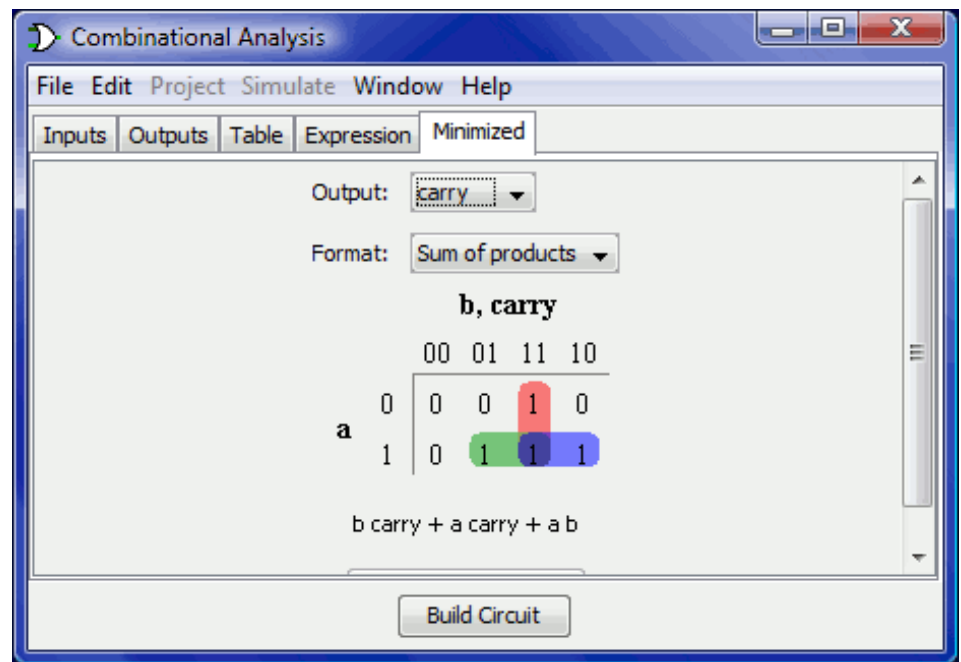 Combinational Analysis
File Edit Project Simulate Window Help
Inputs Outputs Table Expression Minimized
Output: carry
Format: Sum of products
b, carry
00 01 11 10
0 0 0 1 0
a
1 0 1 1 1
b carry + a carry + a b
Build Circuit